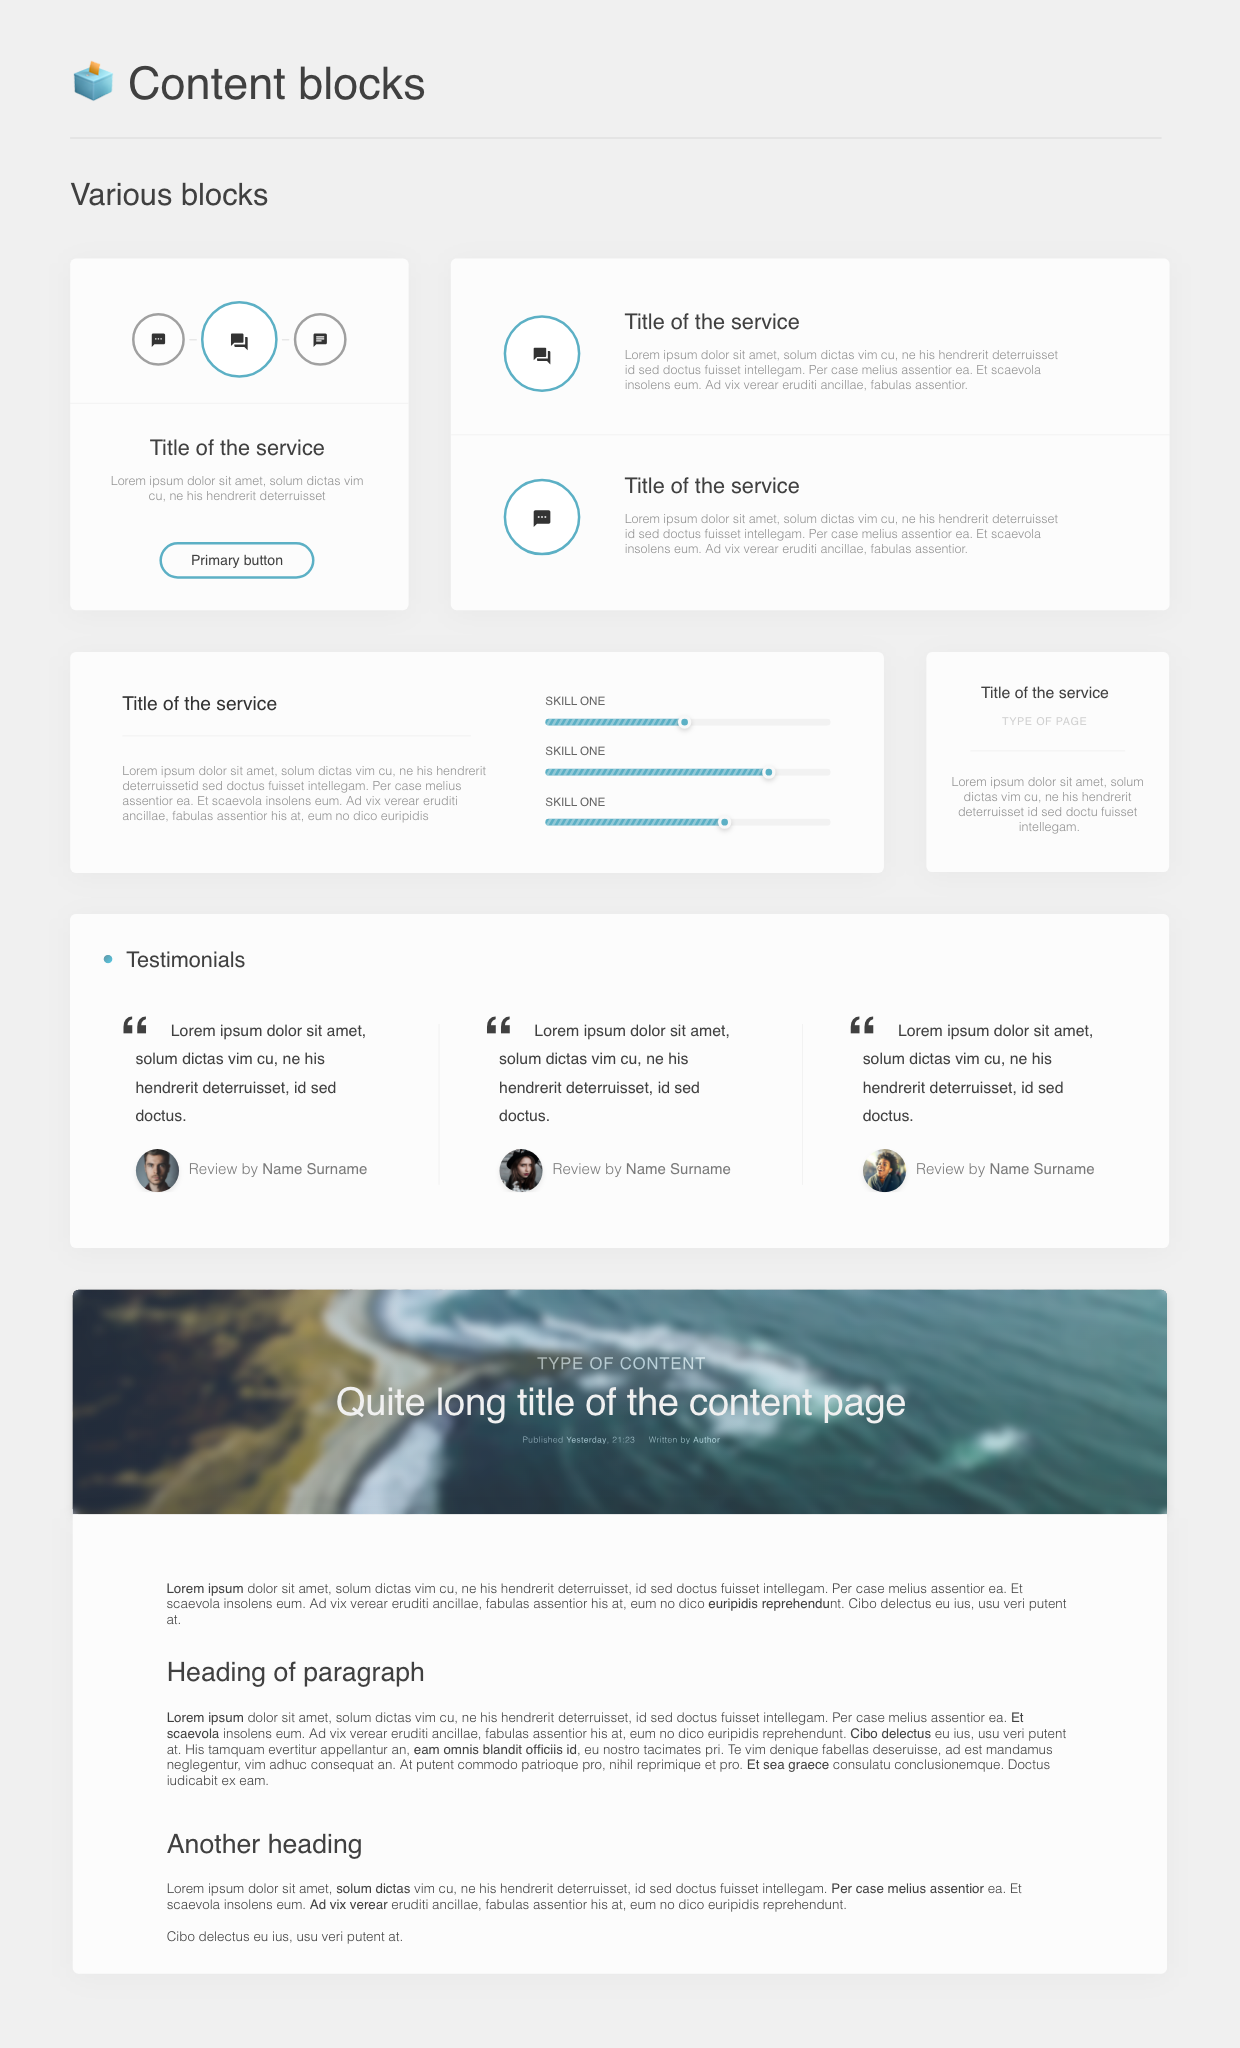 Content blocks
Various blocks
Title of the service
Lorem ipsum dolor sit amet, solum dictas vim
cu, ne his hendrerit deterruisset
Primary button
Title of the service
Lorem ipsum dolor sit amet, solum dictas vim cu, ne his hendrerit deterruisset
id sed doctus fuisset intellegam. Per case melius assentior ea. Et scaevola
insolens eum. Ad vix verear eruditi ancillae, fabulas assentior.
Title of the service
Lorem ipsum dolor sit amet, solum dictas vim cu, ne his hendrerit deterruisset
id sed doctus fuisset intellegam. Per case melius assentior ea. Et scaevola
insolens eum. Ad vix verear eruditi ancillae, fabulas assentior.
Title of the service
Lorem ipsum dolor sit amet, solum dictas vim cu, ne his hendrerit
deterruissetid sed doctus fuisset intellegam. Per case melius
assentior ea. Et scaevola insolens eum. Ad vix verear eruditi
ancillae, fabulas assentior his at, eum no dico euripidis
SKILL ONE
SKILL ONE
SKILL ONE
Title of the service
TYPE OF PAGE
Lorem ipsum dolor sit amet, solum
dictas vim cu, ne his hendrerit
deterruisset id sed doctu fuisset
intellegam.
Testimonials
“ Lorem ipsum dolor sit amet,
solum dictas vim cu, ne his
hendrerit deterruisset, id sed
doctus.
Review by Name Surname
“ Lorem ipsum dolor sit amet,
solum dictas vim cu, ne his
hendrerit deterruisset, id sed
doctus.
Review by Name Surname
“ Lorem ipsum dolor sit amet,
solum dictas vim cu, ne his
hendrerit deterruisset, id sed
doctus.
Review by Name Surname
TYPE OF CONTENT
Quite long title of the content page
Published Yesterday, 21:23 Written by Author
Lorem ipsum dolor sit amet, solum dictas vim cu, ne his hendrerit deterruisset, id sed doctus fuisset intellegam. Per case melius assentior ea. Et
scaevola insolens eum. Ad vix verear eruditi ancillae, fabulas assentior his at, eum no dico euripidis reprehendunt. Cibo delectus eu ius, usu veri putent
at.
Heading of paragraph
Lorem ipsum dolor sit amet, solum dictas vim cu, ne his hendrerit deterruisset, id sed doctus fuisset intellegam. Per case melius assentior ea. Et
scaevola insolens eum. Ad vix verear eruditi ancillae, fabulas assentior his at, eum no dico euripidis reprehendunt. Cibo delectus eu ius, usu veri putent
at. His tamquam evertitur appellantur an, eam omnis blandit officiis id, eu nostro tacimates pri. Te vim denique fabellas deseruisse, ad est mandamus
neglegentur, vim adhuc consequat an. At putent commodo patrioque pro, nihil reprimique et pro. Et sea graece consulatu conclusionemque. Doctus
iudicabit ex eam.
Another heading
Lorem ipsum dolor sit amet, solum dictas vim cu, ne his hendrerit deterruisset, id sed doctus fuisset intellegam. Per case melius assentior ea. Et
scaevola insolens eum. Ad vix verear eruditi ancillae, fabulas assentior his at, eum no dico euripidis reprehendunt.
Cibo delectus eu ius, usu veri putent at.